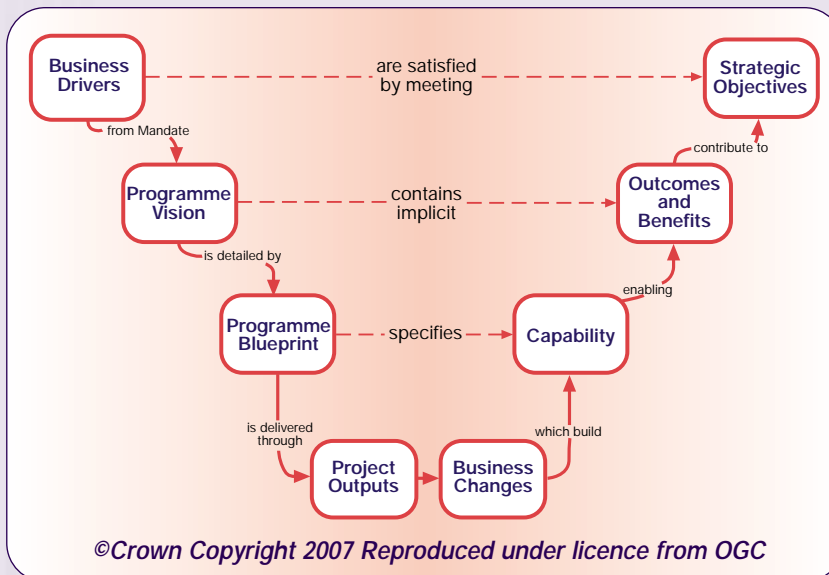 Business
Drivers
are satisfied
by meeting
Strategic
Objectives
from Mandate
contribute to
Programme
Vision
contains
implicit
Outcomes
and
Benefits
is detailed by
enabling
Programme
Blueprint
specifies
Capability
is delivered
through
which build
Project
Outputs
Business
Changes
©Crown Copyright 2007 Reproduced under licence from OGC